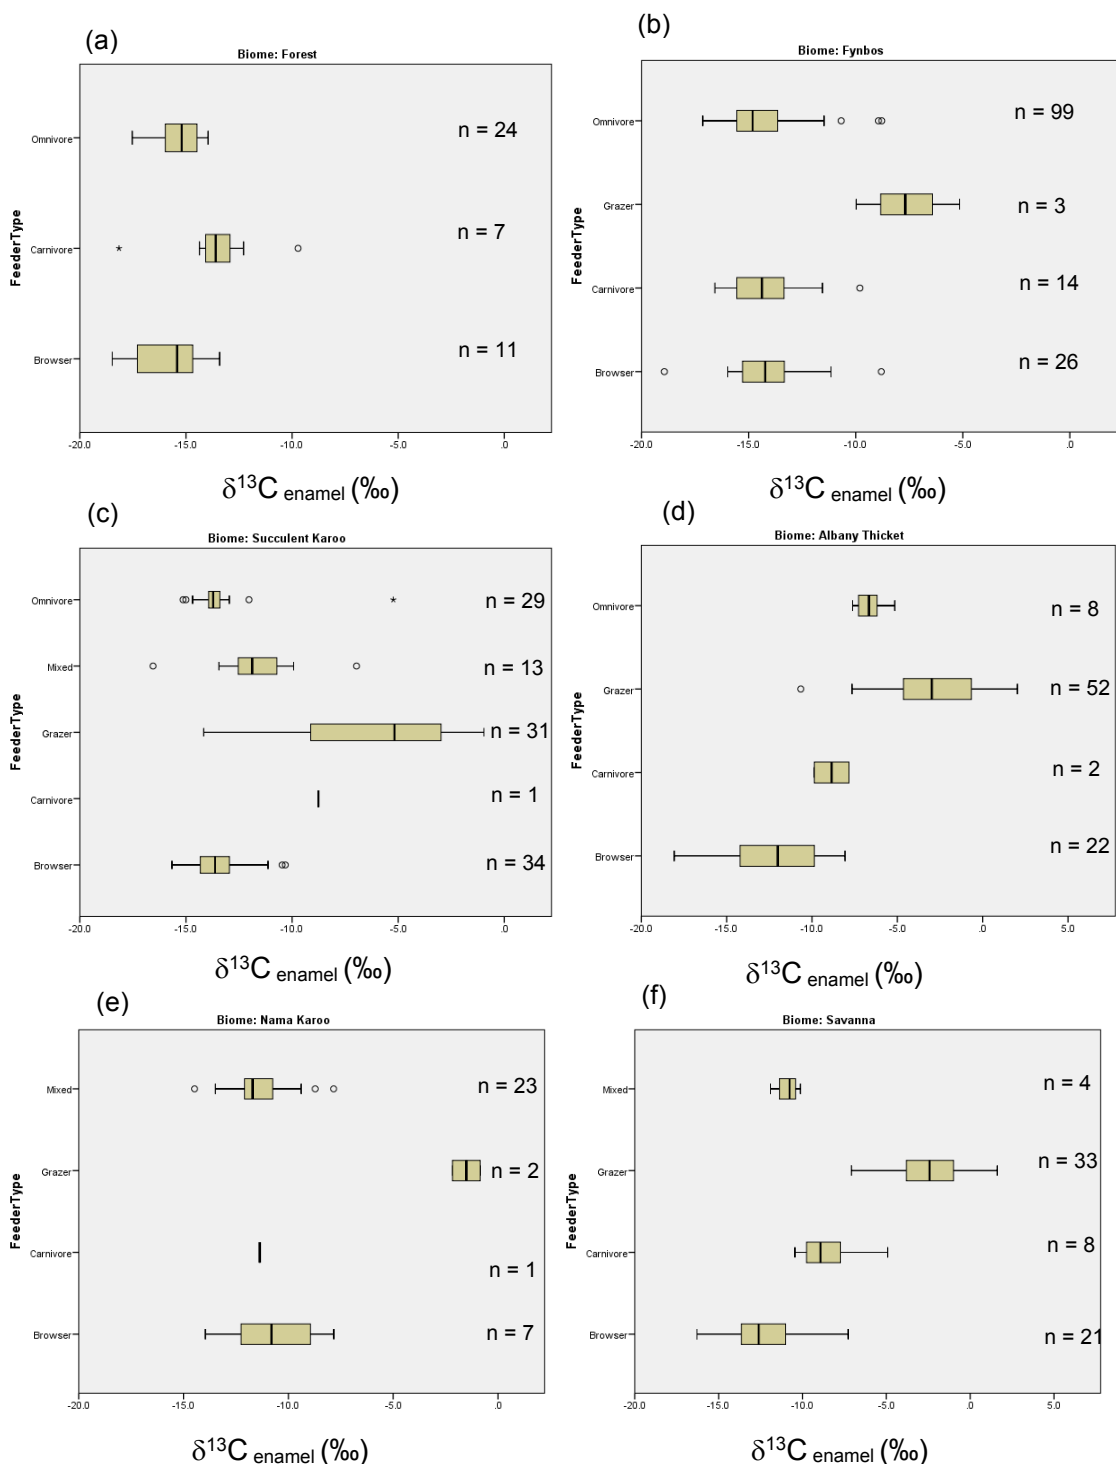 (a)
Biome: Forest
FeederType
Omnivore
n = 24
Carnivore
n = 7
*
Browser
n = 11
-20.0 -15.0 -10.0 -5.0 .0
δ¹³C enamel (‰)
(b)
Biome: Fynbos
FeederType
Omnivore
n = 99
Grazer
n = 3
Carnivore
n = 14
Browser
n = 26
-20.0 -15.0 -10.0 -5.0 .0
δ¹³C enamel (‰)
(c)
Biome: Succulent Karoo
FeederType
Omnivore
*
n = 29
Mixed
n = 13
Grazer
n = 31
Carnivore
n = 1
Browser
n = 34
-20.0 -15.0 -10.0 -5.0 .0
δ¹³C enamel (‰)
(d)
Biome: Albany Thicket
FeederType
Omnivore
n = 8
Grazer
n = 52
Carnivore
n = 2
Browser
n = 22
-20.0 -15.0 -10.0 -5.0 .0 5.0
δ¹³C enamel (‰)
(e)
Biome: Nama Karoo
FeederType
Mixed
n = 23
Grazer
n = 2
Carnivore
n = 1
Browser
n = 7
-20.0 -15.0 -10.0 -5.0 .0
δ¹³C enamel (‰)
(f)
Biome: Savanna
FeederType
Mixed
n = 4
Grazer
n = 33
Carnivore
n = 8
Browser
n = 21
-20.0 -15.0 -10.0 -5.0 .0 5.0
δ¹³C enamel (‰)